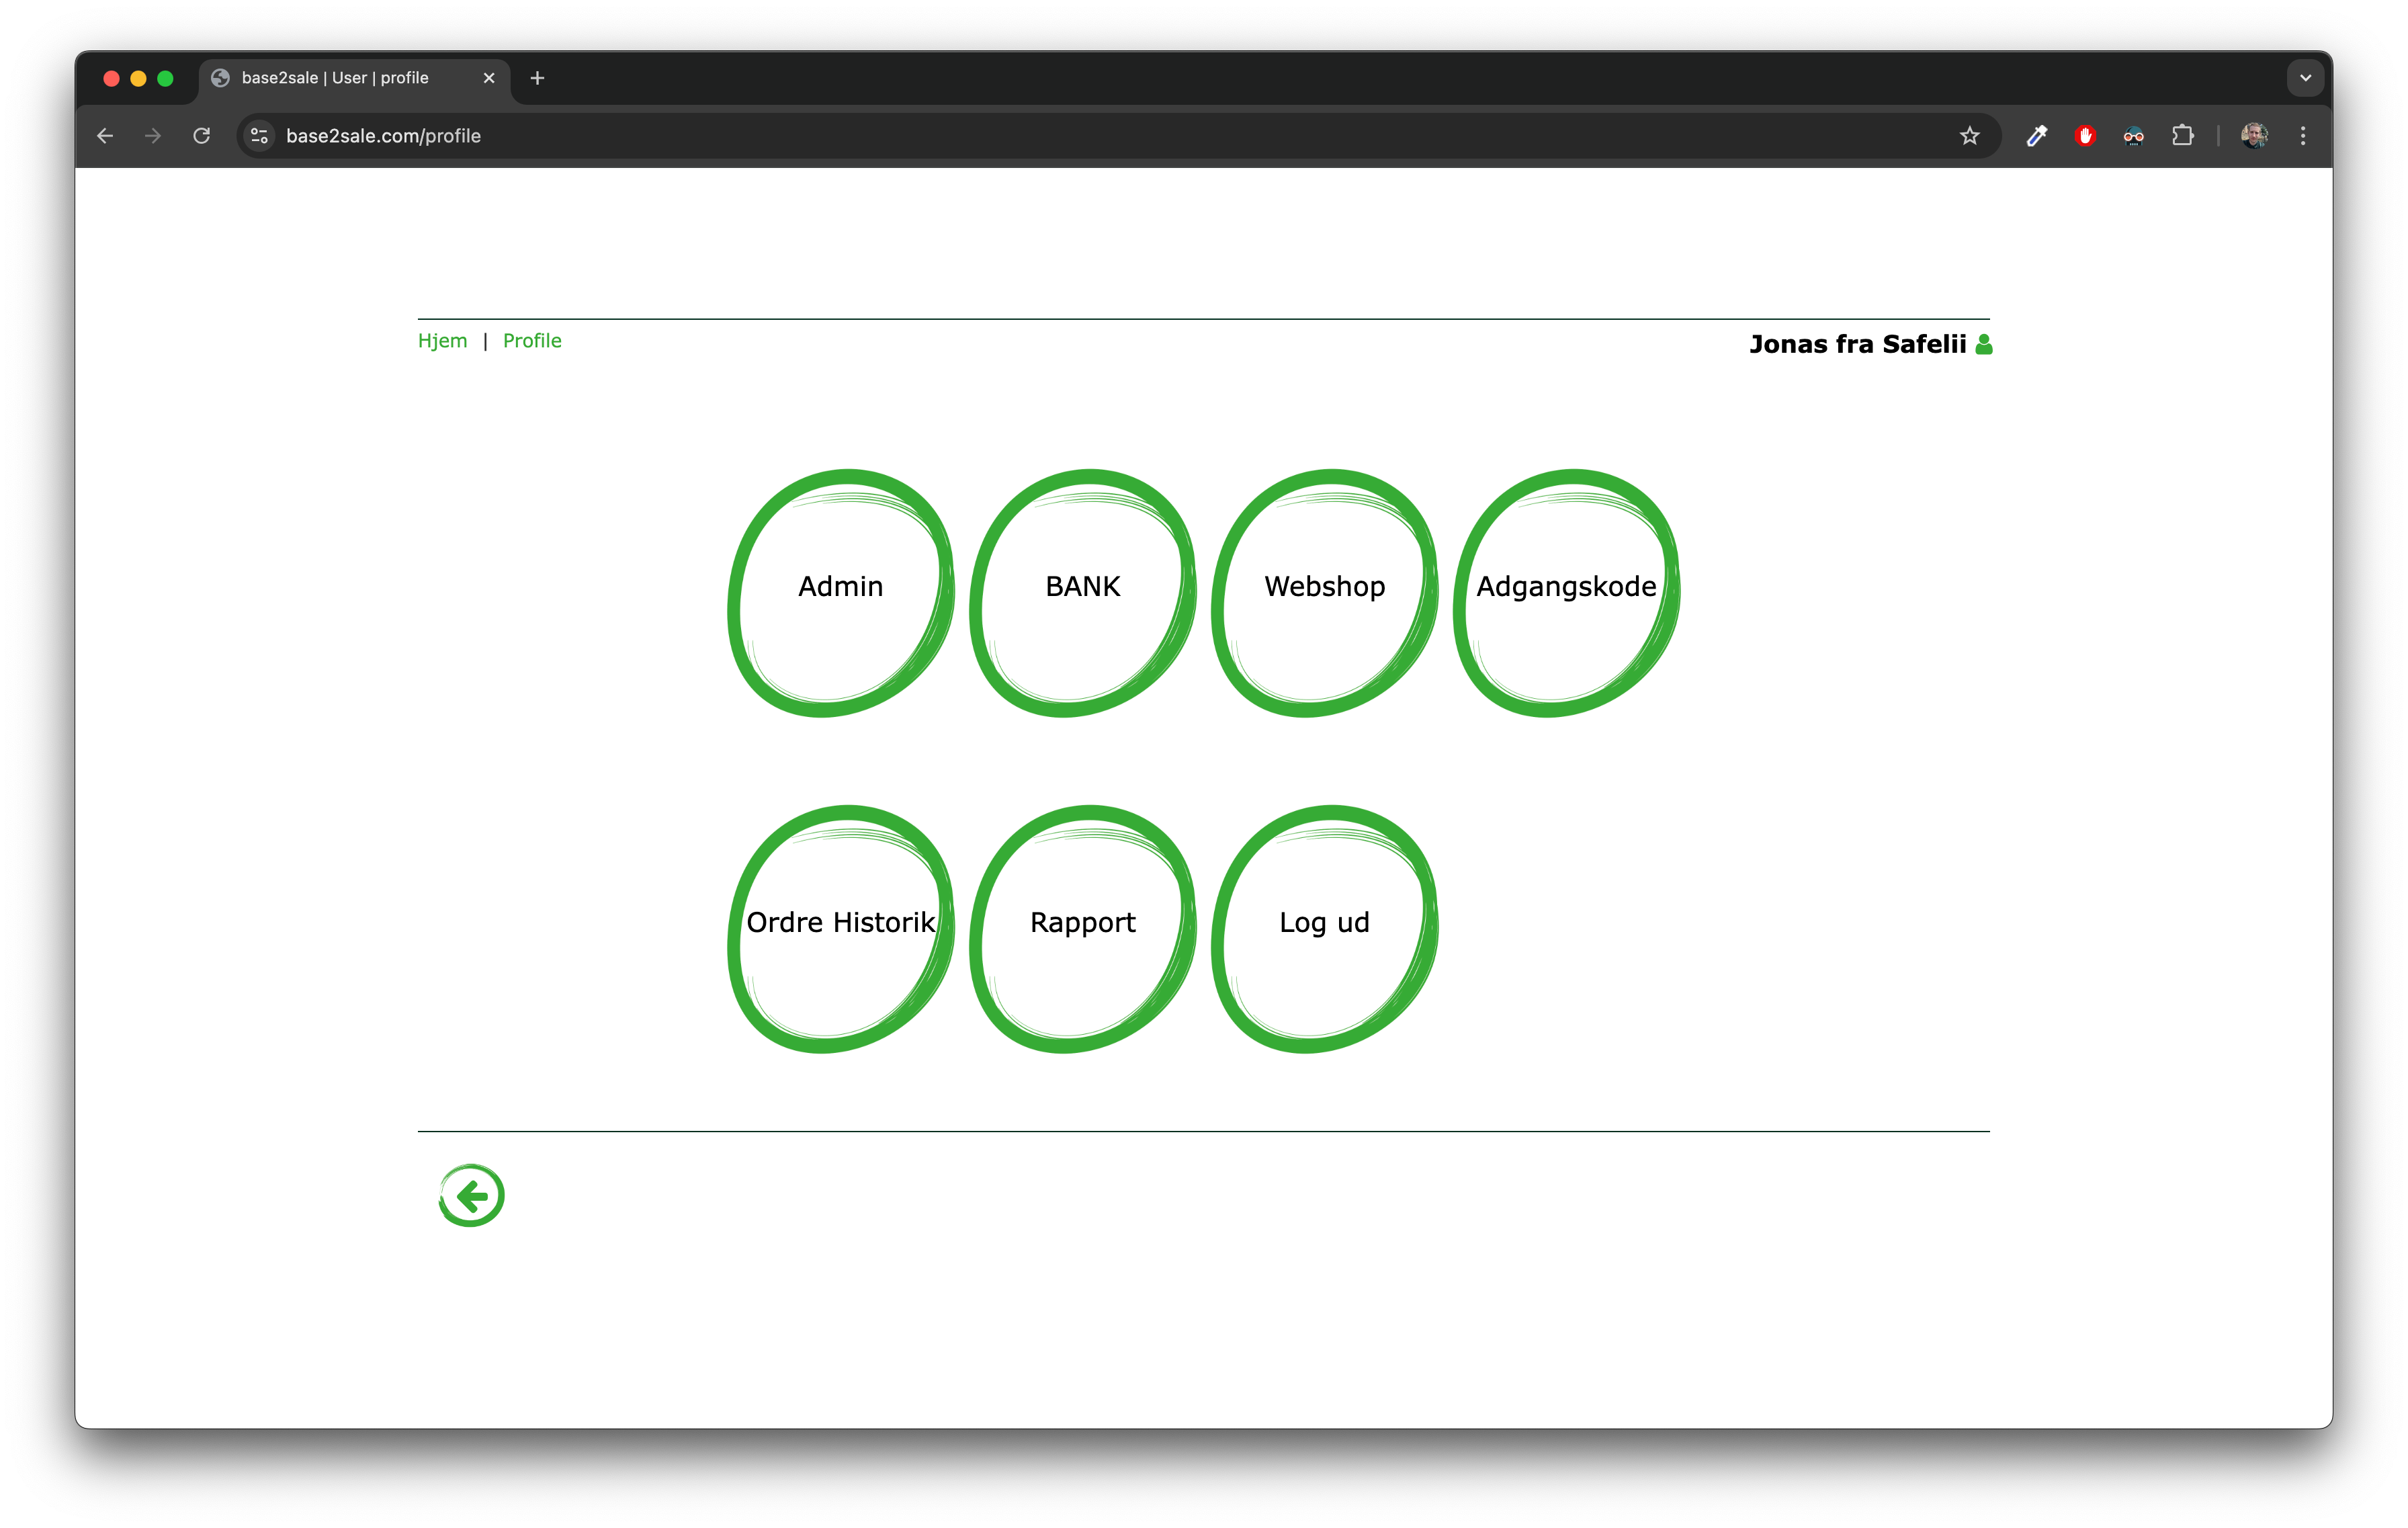 base2sale | User | profile
base2sale.com/profile
Hjem | Profile
Jonas fra Safelii
Admin
BANK
Webshop
Adgangskode
Ordre Historik
Rapport
Log ud